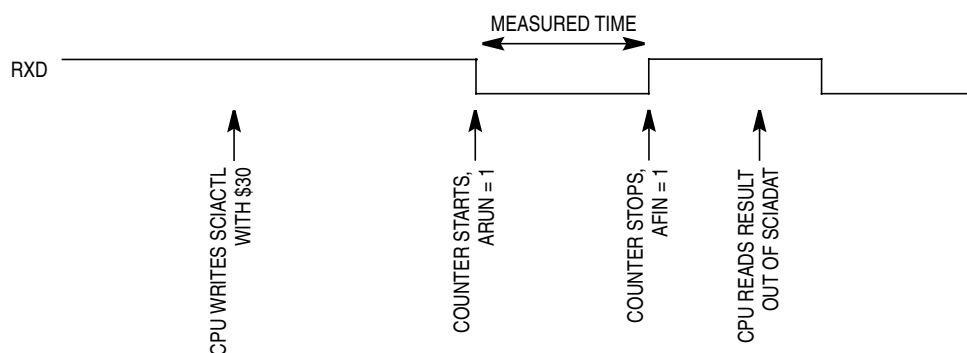 MEASURED TIME
RXD
CPU WRITES SCIACTL
WITH $30
COUNTER STARTS,
ARUN = 1
COUNTER STOPS,
AFIN = 1
CPU READS RESULT
OUT OF SCIADAT